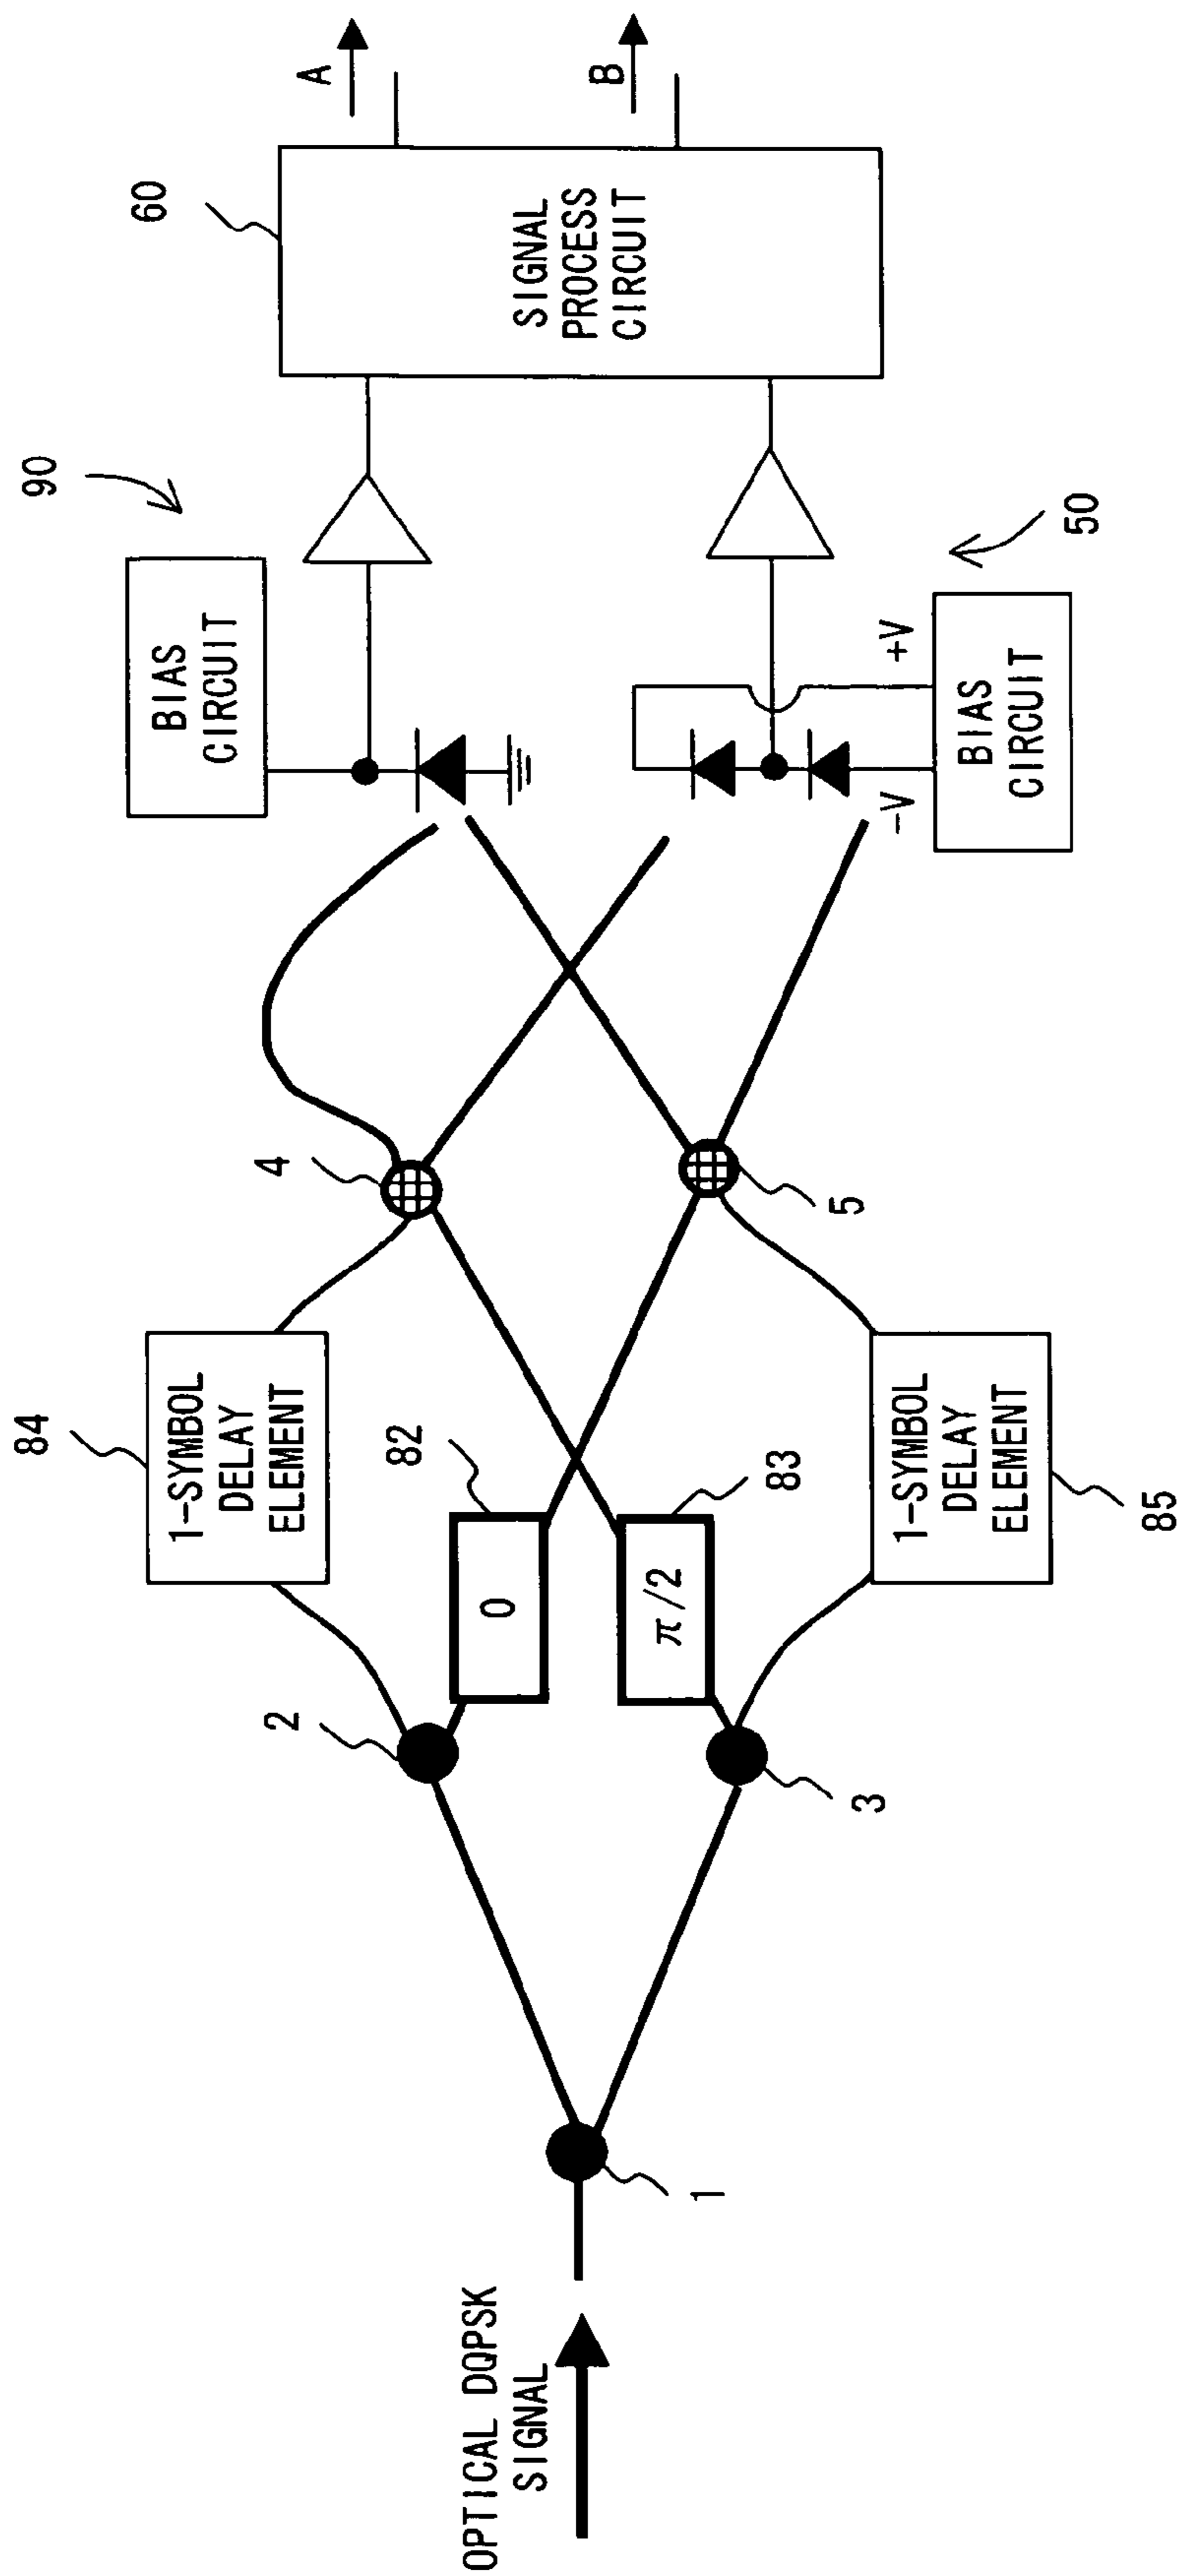 OPTICAL DQPSK
SIGNAL
1
2
3
84
1-SYMBOL
DELAY
ELEMENT
82
0
83
π/2
1-SYMBOL
DELAY
ELEMENT
85
4
5
90
BIAS
CIRCUIT
-V
+V
BIAS
CIRCUIT
50
60
SIGNAL
PROCESS
CIRCUIT
A
B